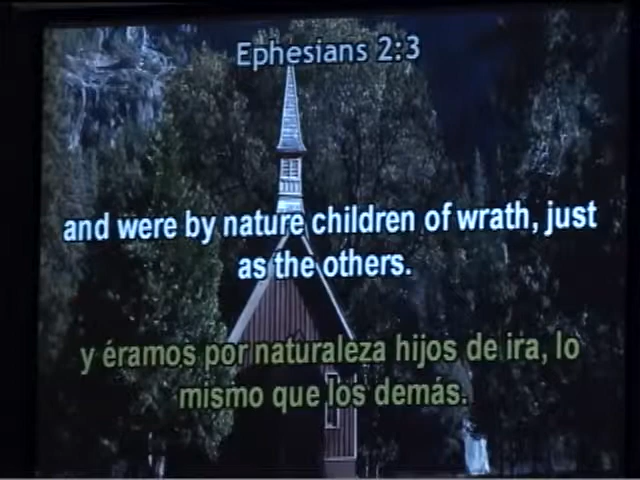 Ephesians 2:3
and were by nature children of wrath, just
as the others.
y éramos por naturaleza hijos de ira, lo
mismo que los demás.